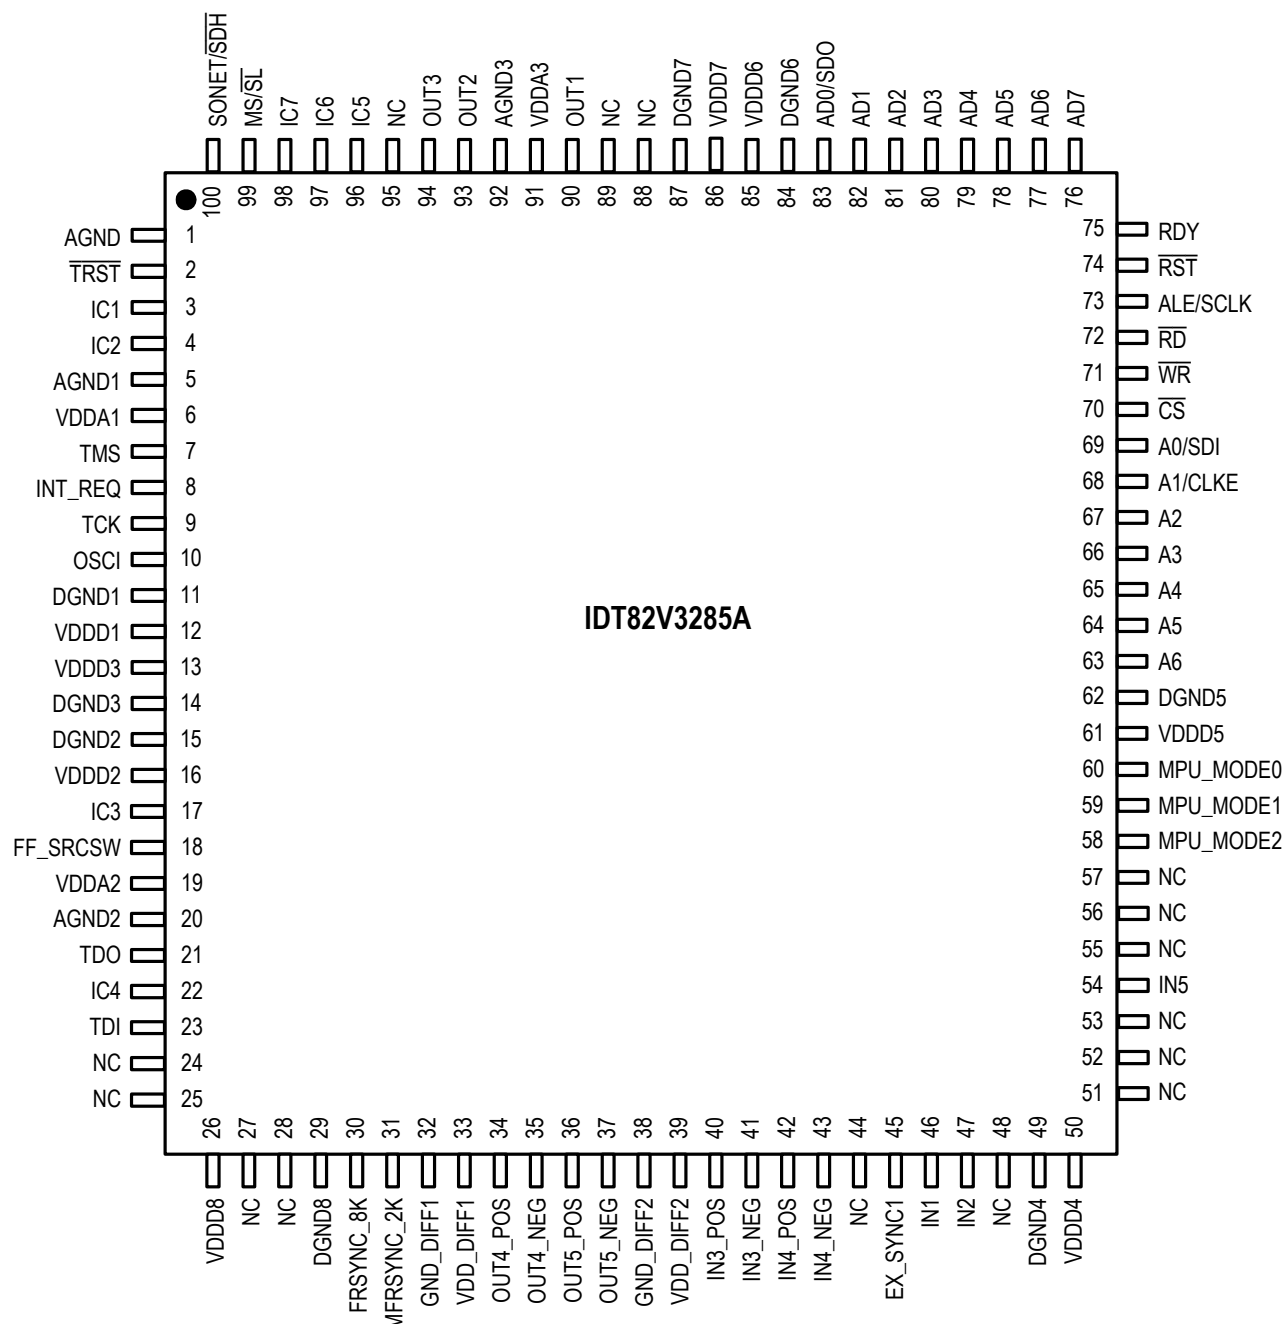 SONET/SDH
MS/SL
IC7
IC6
IC5
NC
OUT3
OUT2
AGND3
VDDA3
OUT1
NC
NC
DGND7
VDDD7
VDDD6
DGND6
AD0/SDO
AD1
AD2
AD3
AD4
AD5
AD6
AD7
100
99
98
97
96
95
94
93
92
91
90
89
88
87
86
85
84
83
82
81
80
79
78
77
76
AGND 1
TRST 2
IC1 3
IC2 4
AGND1 5
VDDA1 6
TMS 7
INT_REQ 8
TCK 9
OSCI 10
DGND1 11
VDDD1 12
VDDD3 13
DGND3 14
DGND2 15
VDDD2 16
IC3 17
FF_SRCSW 18
VDDA2 19
AGND2 20
TDO 21
IC4 22
TDI 23
NC 24
NC 25
IDT82V3285A
75 RDY
74 RST
73 ALE/SCLK
72 RD
71 WR
70 CS
69 A0/SDI
68 A1/CLKE
67 A2
66 A3
65 A4
64 A5
63 A6
62 DGND5
61 VDDD5
60 MPU_MODE0
59 MPU_MODE1
58 MPU_MODE2
57 NC
56 NC
55 NC
54 IN5
53 NC
52 NC
51 NC
26
27
28
29
30
31
32
33
34
35
36
37
38
39
40
41
42
43
44
45
46
47
48
49
50
VDDD8
NC
NC
DGND8
FRSYNC_8K
MFRSYNC_2K
GND_DIFF1
VDD_DIFF1
OUT4_POS
OUT4_NEG
OUT5_POS
OUT5_NEG
GND_DIFF2
VDD_DIFF2
IN3_POS
IN3_NEG
IN4_POS
IN4_NEG
NC
EX_SYNC1
IN1
IN2
NC
DGND4
VDDD4